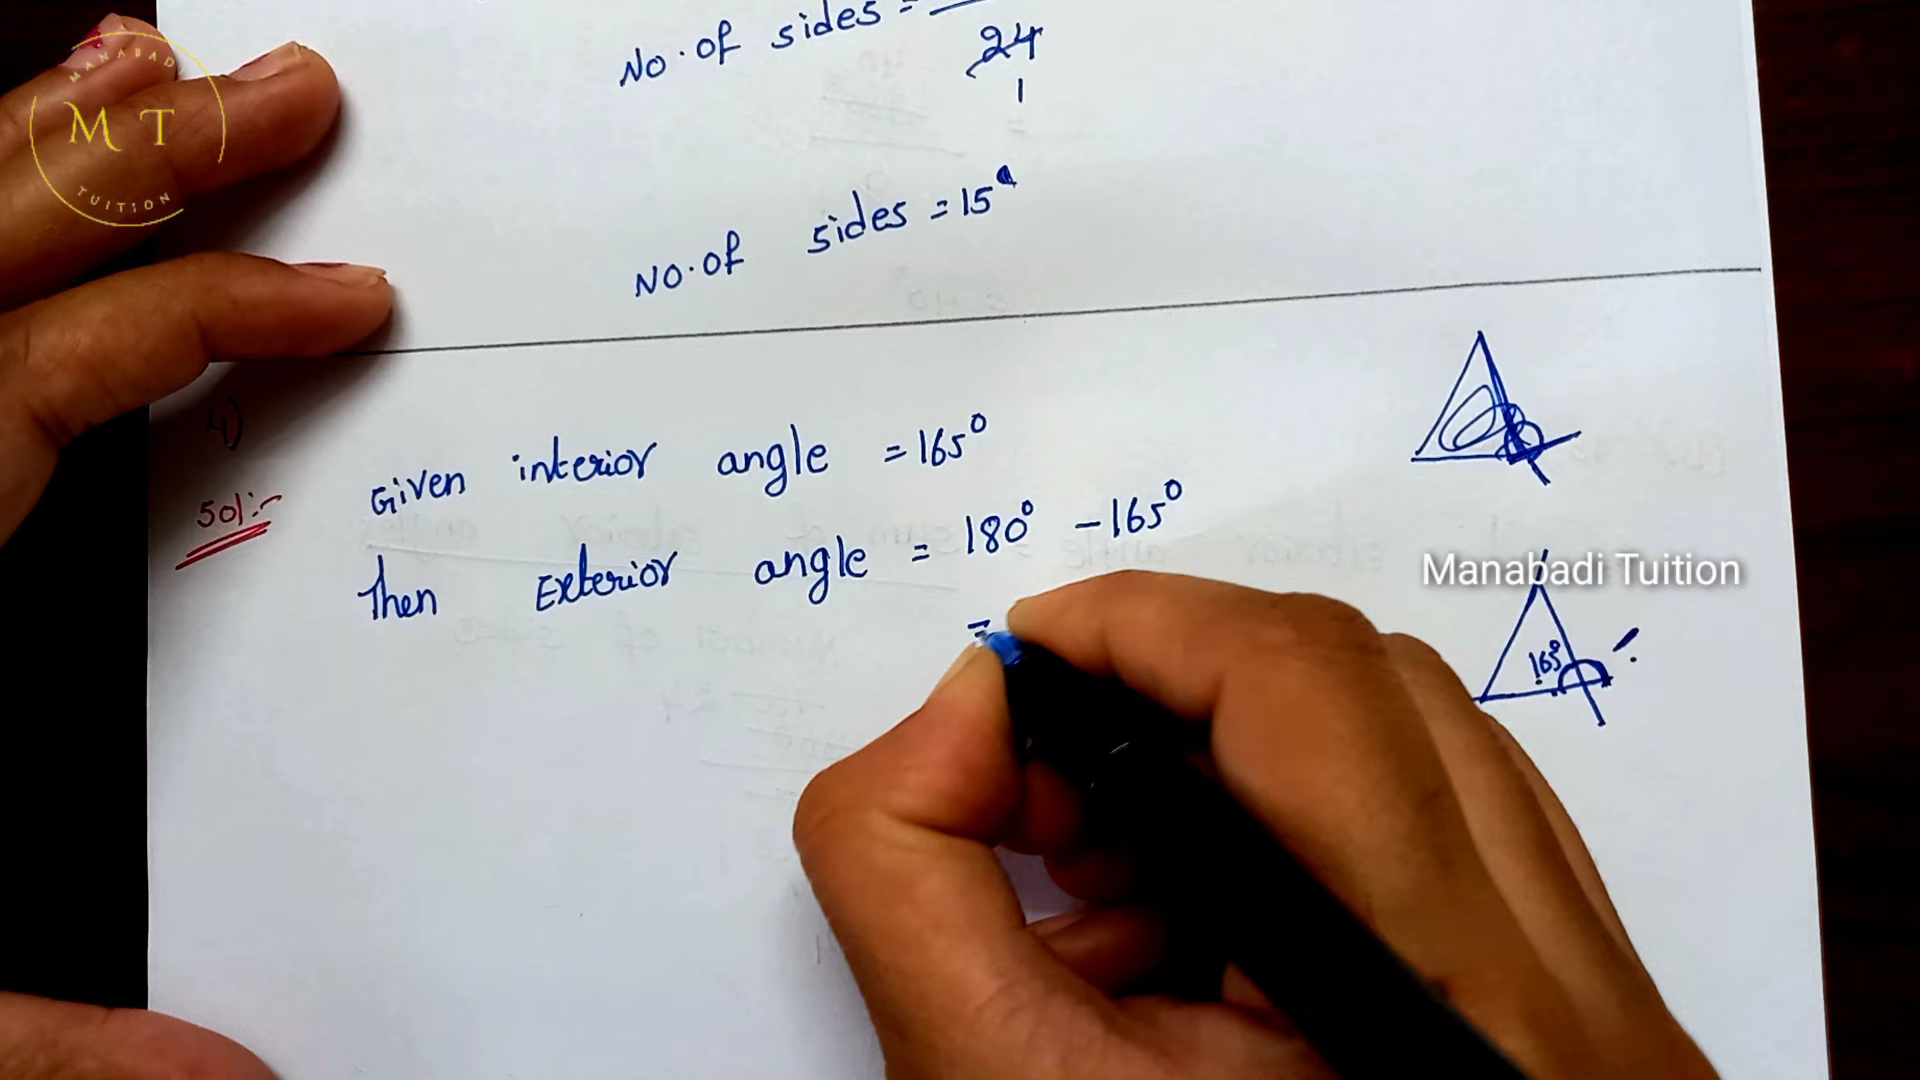 MANABADI
M T
TUITION
No. of sides =
24
1
No. of sides = 15
4)
Sol:-
Given interior angle = 165°
Then Exterior angle = 180° - 165°
=
Manabadi Tuition
165°